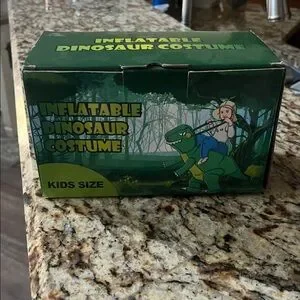 INFLATABLE
DINOSAUR COSTUME
INFLATABLE
DINOSAUR
COSTUME
KIDS SIZE